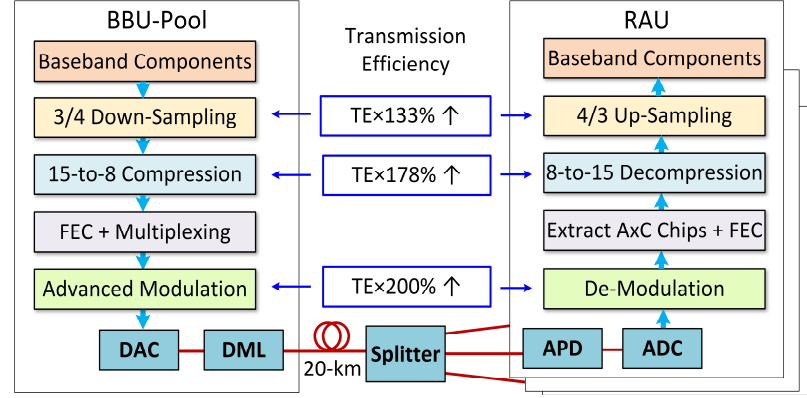 BBU-Pool
Baseband Components
3/4 Down-Sampling
15-to-8 Compression
FEC + Multiplexing
Advanced Modulation
DAC
DML
20-km
Splitter
Transmission
Efficiency
TE×133% ↑
TE×178% ↑
TE×200% ↑
RAU
Baseband Components
4/3 Up-Sampling
8-to-15 Decompression
Extract AxC Chips + FEC
De-Modulation
APD
ADC